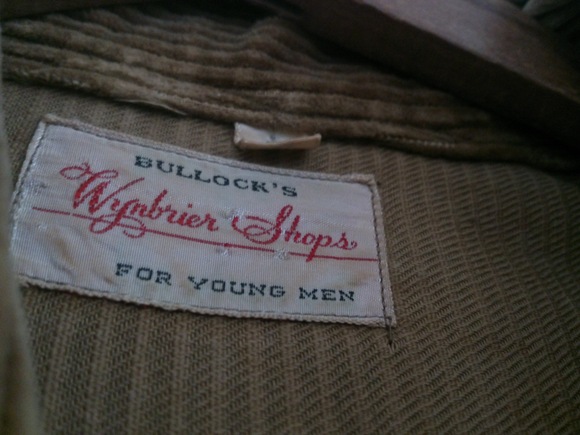 BULLOCK'S
Wynbrier Shops
FOR YOUNG MEN